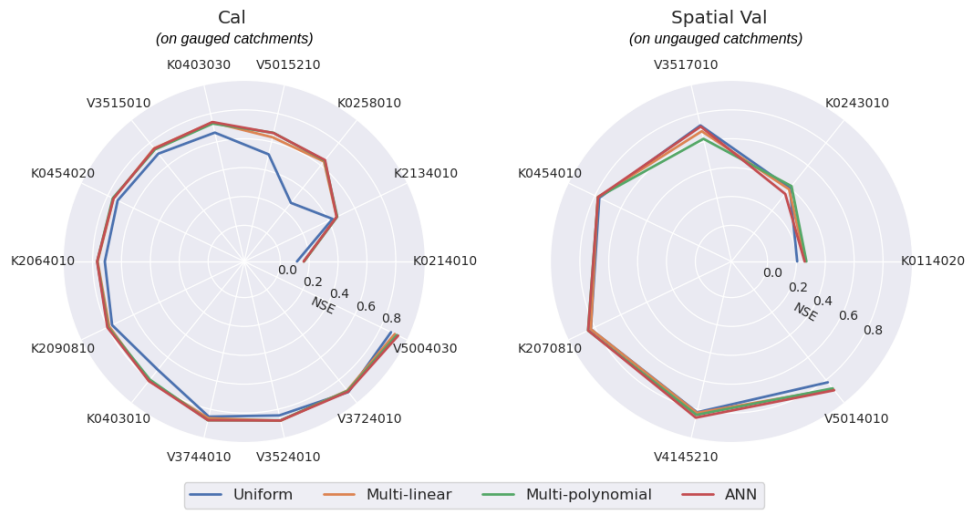 Cal
(on gauged catchments)
K0403030
V5015210
V3515010
K0258010
K0454020
K2134010
K2064010
K0214010
K2090810
V5004030
K0403010
V3724010
V3744010
V3524010
0.0
0.2
0.4
0.6
0.8
NSE
Spatial Val
(on ungauged catchments)
V3517010
K0243010
K0454010
K0114020
K2070810
V5014010
V4145210
0.0
0.2
0.4
0.6
0.8
NSE
Uniform
Multi-linear
Multi-polynomial
ANN